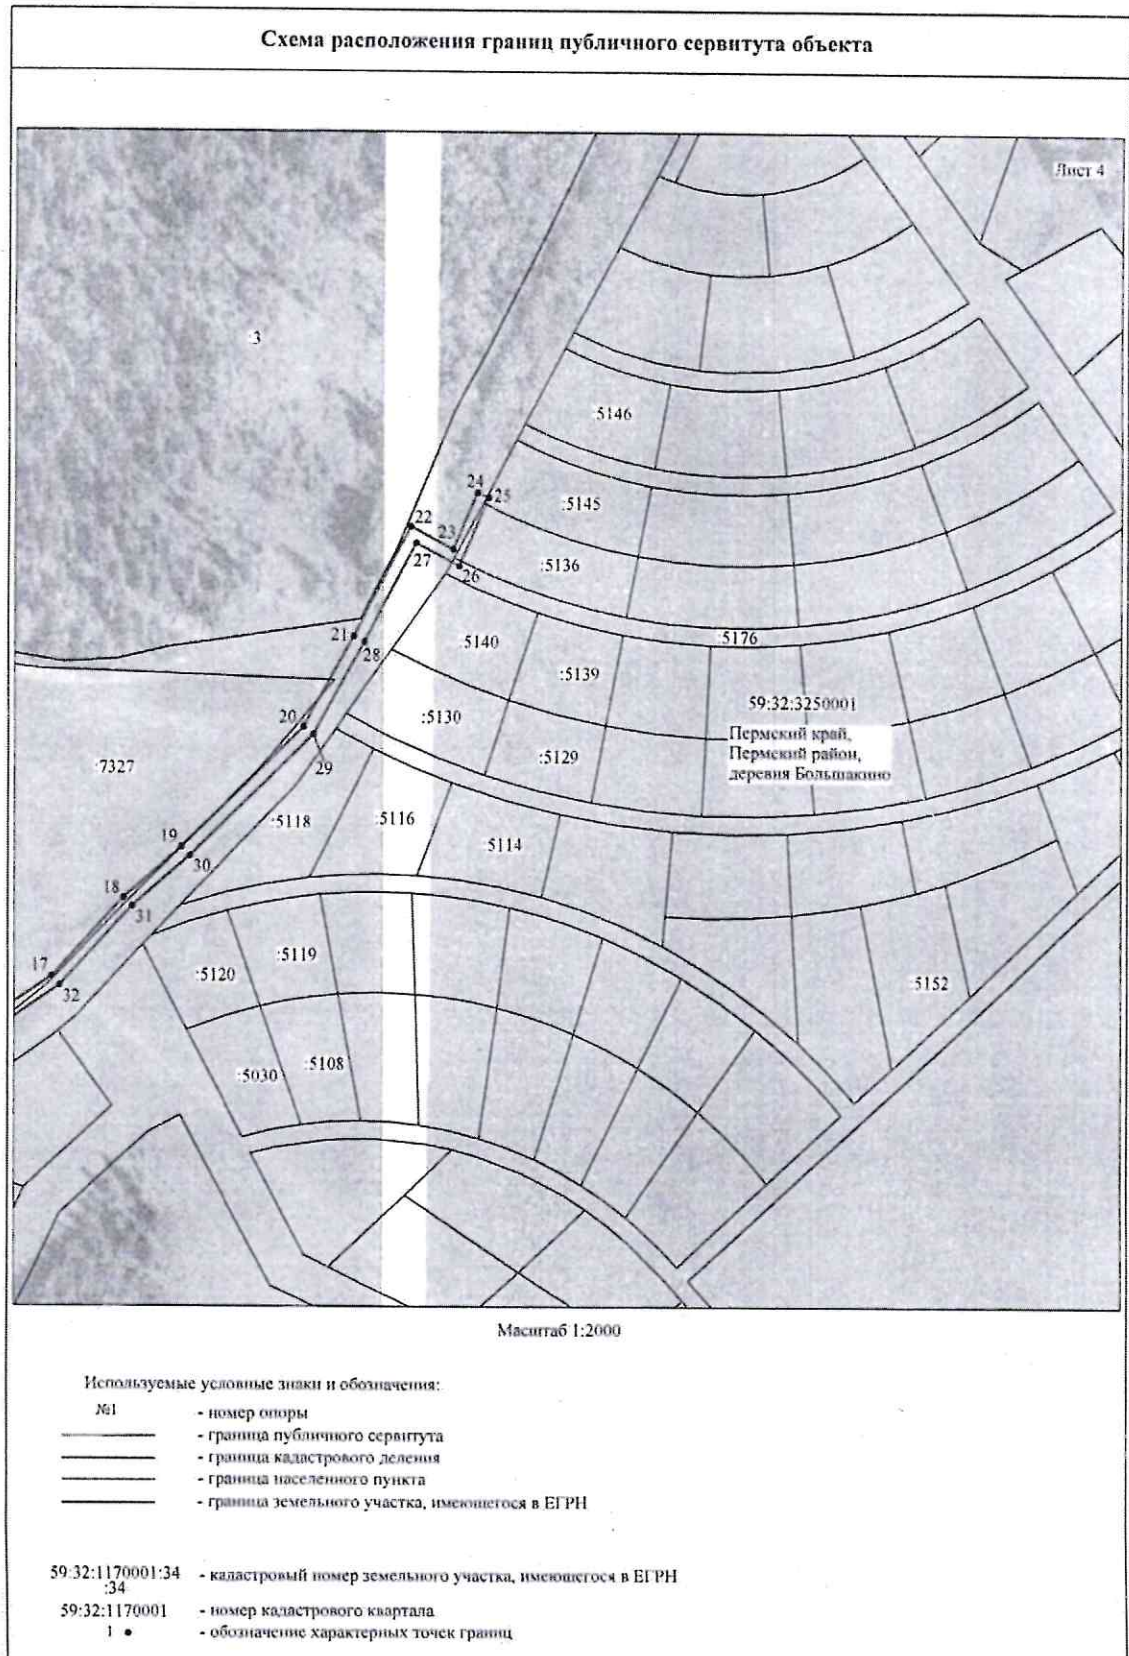 Схема расположения границ публичного сервитута объекта
Лист 4
:3
:5146
24
25
:5145
22
23
27
:5136
26
21
28
:5140
:5176
:5139
59:32:3250001
20
:5130
Пермский край,
Пермский район,
деревня Большакино
:5129
:7327
29
:5118
:5116
19
:5114
30
18
31
:5119
17
:5120
32
:5152
:5108
:5030
Масштаб 1:2000
Используемые условные знаки и обозначения:
№1 - номер опоры
- граница публичного сервитута
- граница кадастрового деления
- граница населенного пункта
- граница земельного участка, имеющегося в ЕГРН
59:32:1170001:34 - кадастровый номер земельного участка, имеющегося в ЕГРН
:34
59:32:1170001 - номер кадастрового квартала
1 ● - обозначение характерных точек границ